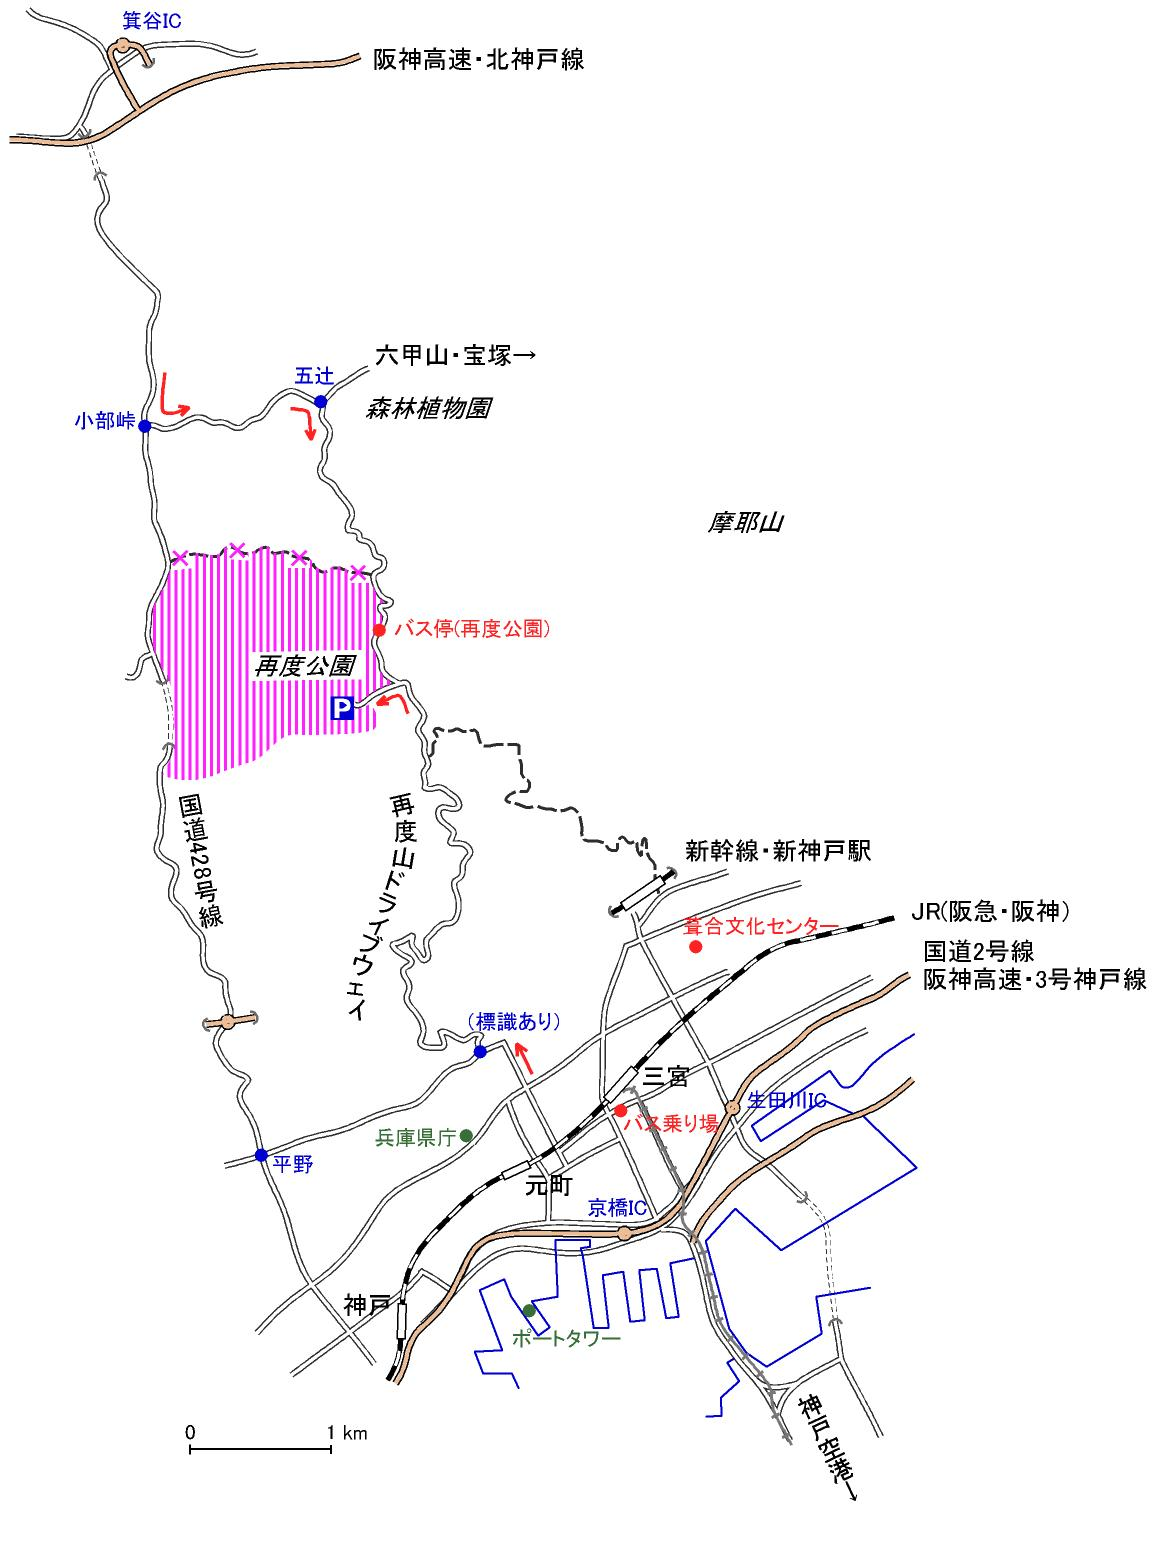 箕谷IC
阪神高速・北神戸線
六甲山・宝塚→
五辻
森林植物園
小部峠
摩耶山
バス停(再度公園)
再度公園
P
国道428号線
再度山ドライブウェイ
新幹線・新神戸駅
JR(阪急・阪神)
葺合文化センター
国道2号線
阪神高速・3号神戸線
(標識あり)
三宮
生田川IC
バス乗り場
兵庫県庁
平野
元町
京橋IC
神戸
ポートタワー
神戸空港→
0 1 km